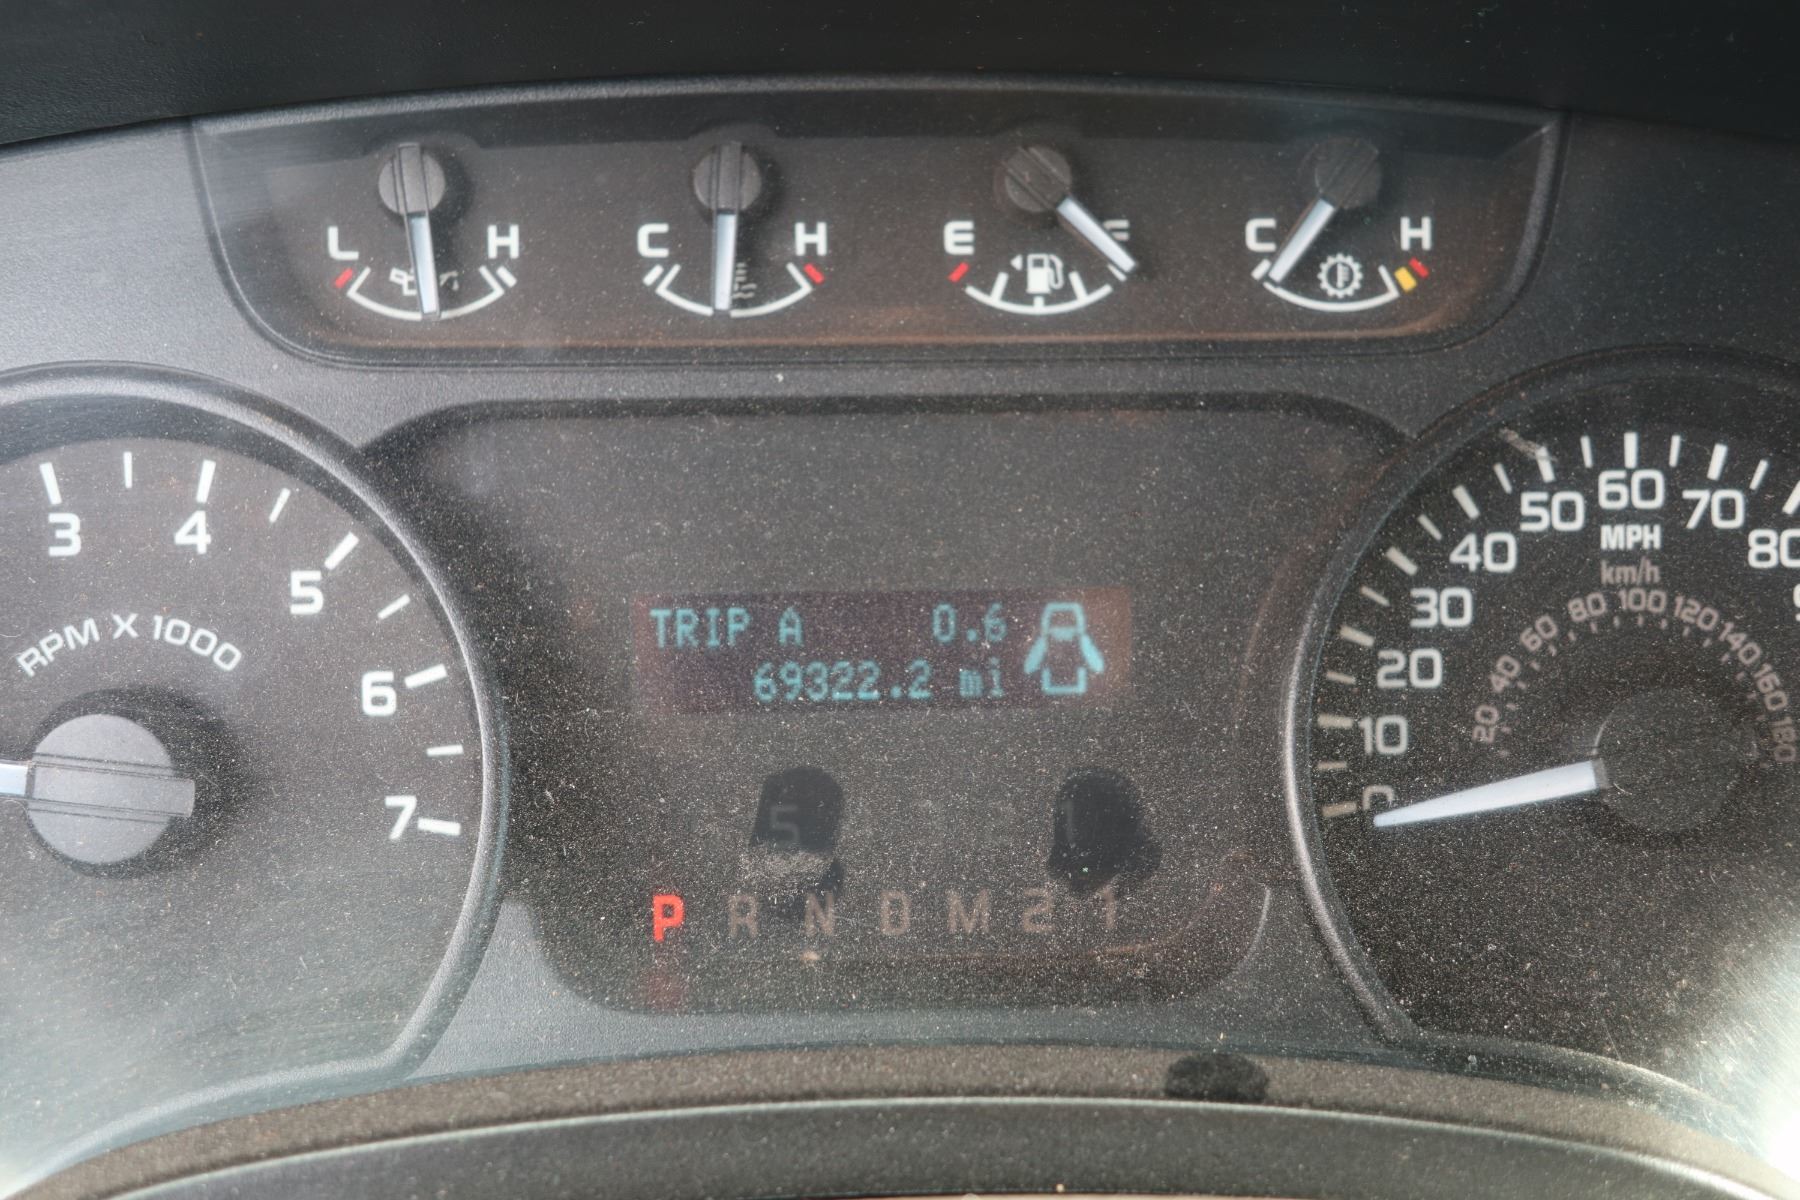 L H C H E F C H
3 4 5 6 7
RPM X 1000
TRIP A 0.6
69322.2 mi
P R N D M 2 1
0 10 20 30 40 50 60 70 80
MPH
km/h
20 40 60 80 100 120 140 160 180